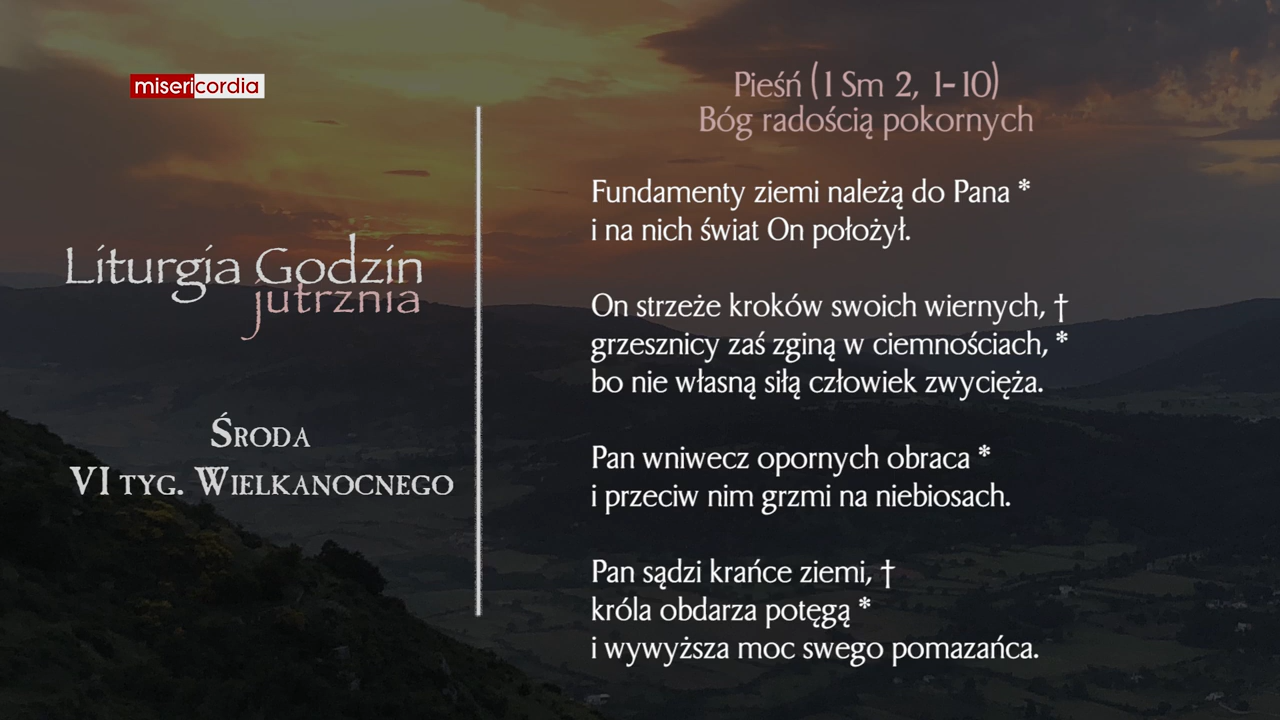 misericordia
Liturgia Godzin
jutrznia
Środa
VI tyg. Wielkanocnego
Pieśń (1 Sm 2, 1-10)
Bóg radością pokornych
Fundamenty ziemi należą do Pana *
i na nich świat On położył.
On strzeże kroków swoich wiernych, †
grzesznicy zaś zginą w ciemnościach, *
bo nie własną siłą człowiek zwycięża.
Pan wniwecz opornych obraca *
i przeciw nim grzmi na niebiosach.
Pan sądzi krańce ziemi, †
króla obdarza potęgą *
i wywyższa moc swego pomazańca.